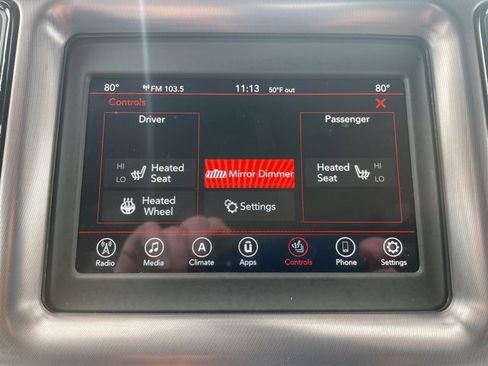 80° FM 103.5 11:13 50°F out 80°
Controls
Driver
Passenger
HI
LO
Heated
Seat
Mirror Dimmer
Heated
Seat
HI
LO
Heated
Wheel
Settings
Radio Media Climate Apps Controls Phone Settings